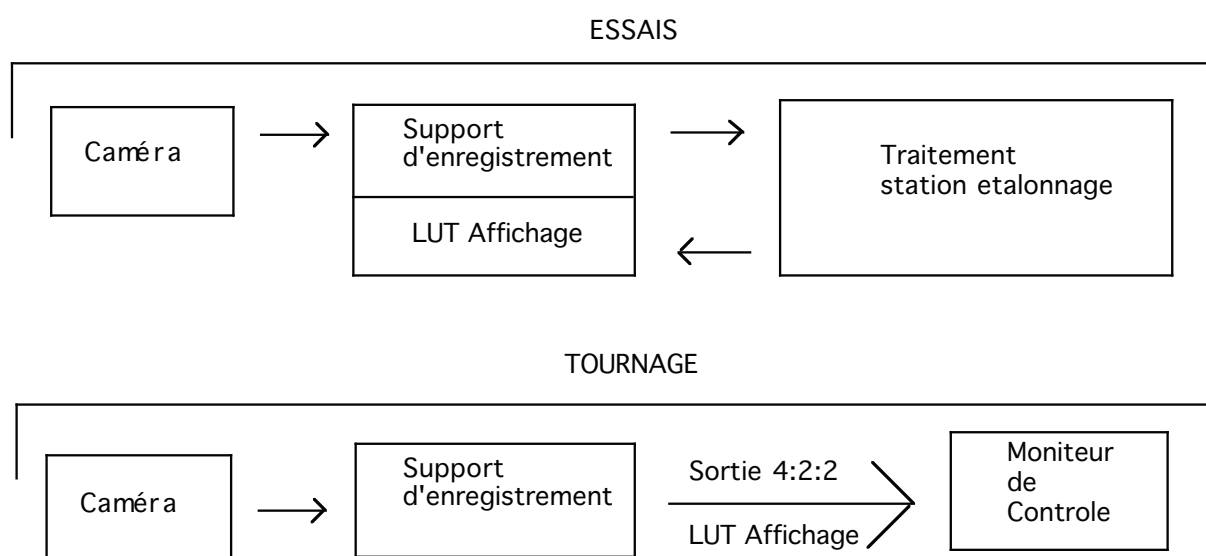 ESSAIS
Caméra
Support
d'enregistrement
LUT Affichage
Traitement
station etalonnage
TOURNAGE
Caméra
Support
d'enregistrement
Sortie 4:2:2
LUT Affichage
Moniteur
de
Controle